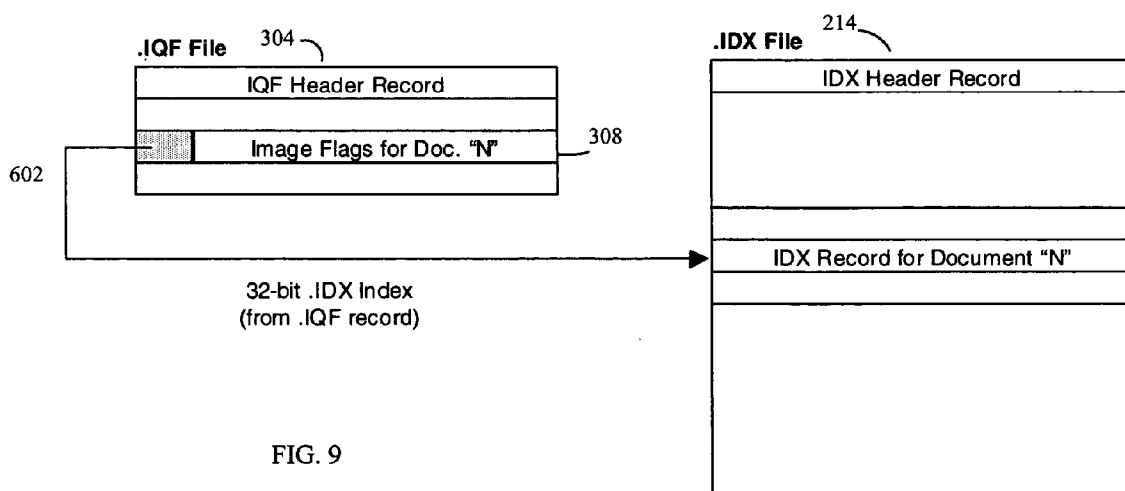 .IQF File
304
IQF Header Record
Image Flags for Doc. "N"
308
602
32-bit .IDX Index
(from .IQF record)
.IDX File
214
IDX Header Record
IDX Record for Document "N"
FIG. 9